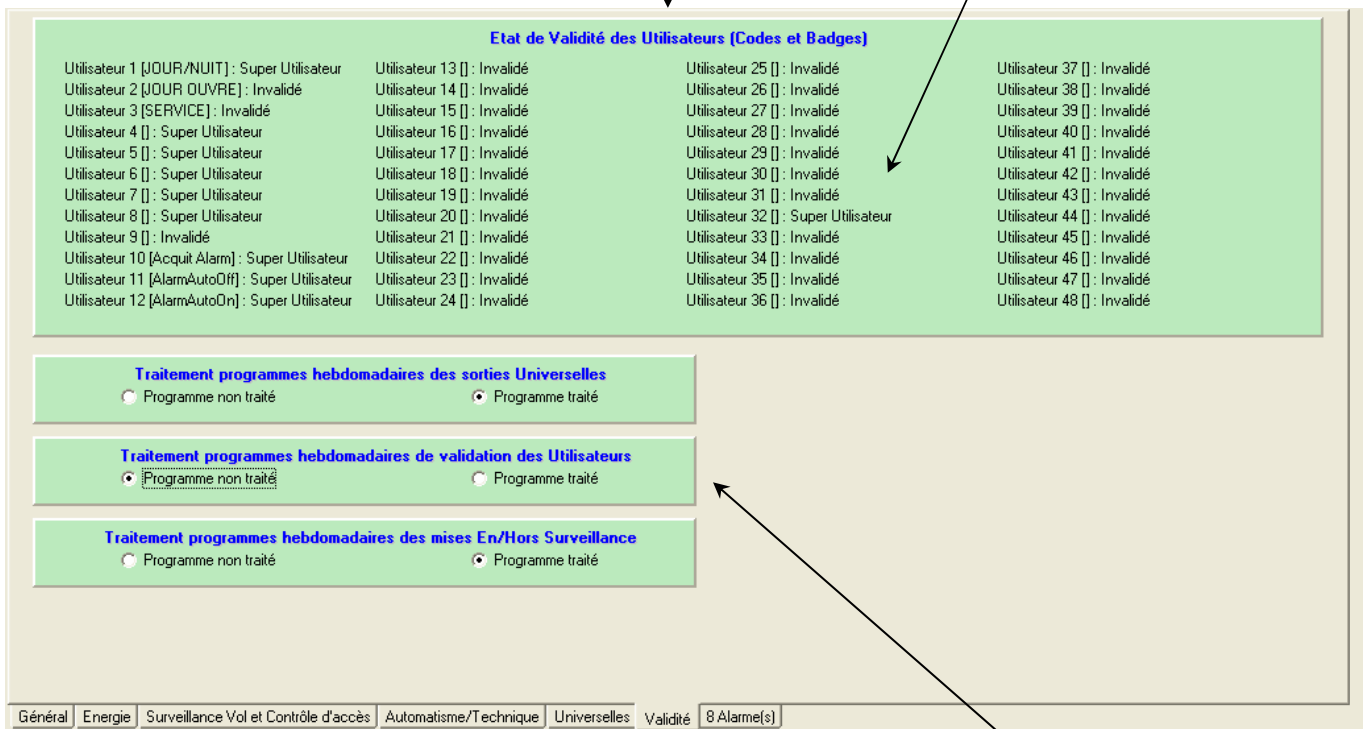 Etat de Validité des Utilisateurs (Codes et Badges)
Utilisateur 1 [JOUR/NUIT] : Super Utilisateur
Utilisateur 2 [JOUR OUVRE] : Invalidé
Utilisateur 3 [SERVICE] : Invalidé
Utilisateur 4 [] : Super Utilisateur
Utilisateur 5 [] : Super Utilisateur
Utilisateur 6 [] : Super Utilisateur
Utilisateur 7 [] : Super Utilisateur
Utilisateur 8 [] : Super Utilisateur
Utilisateur 9 [] : Invalidé
Utilisateur 10 [Acquit Alarm] : Super Utilisateur
Utilisateur 11 [AlarmAutoOff] : Super Utilisateur
Utilisateur 12 [AlarmAutoOn] : Super Utilisateur
Utilisateur 13 [] : Invalidé
Utilisateur 14 [] : Invalidé
Utilisateur 15 [] : Invalidé
Utilisateur 16 [] : Invalidé
Utilisateur 17 [] : Invalidé
Utilisateur 18 [] : Invalidé
Utilisateur 19 [] : Invalidé
Utilisateur 20 [] : Invalidé
Utilisateur 21 [] : Invalidé
Utilisateur 22 [] : Invalidé
Utilisateur 23 [] : Invalidé
Utilisateur 24 [] : Invalidé
Utilisateur 25 [] : Invalidé
Utilisateur 26 [] : Invalidé
Utilisateur 27 [] : Invalidé
Utilisateur 28 [] : Invalidé
Utilisateur 29 [] : Invalidé
Utilisateur 30 [] : Invalidé
Utilisateur 31 [] : Invalidé
Utilisateur 32 [] : Super Utilisateur
Utilisateur 33 [] : Invalidé
Utilisateur 34 [] : Invalidé
Utilisateur 35 [] : Invalidé
Utilisateur 36 [] : Invalidé
Utilisateur 37 [] : Invalidé
Utilisateur 38 [] : Invalidé
Utilisateur 39 [] : Invalidé
Utilisateur 40 [] : Invalidé
Utilisateur 41 [] : Invalidé
Utilisateur 42 [] : Invalidé
Utilisateur 43 [] : Invalidé
Utilisateur 44 [] : Invalidé
Utilisateur 45 [] : Invalidé
Utilisateur 46 [] : Invalidé
Utilisateur 47 [] : Invalidé
Utilisateur 48 [] : Invalidé
Traitement programmes hebdomadaires des sorties Universelles
Programme non traité Programme traité
Traitement programmes hebdomadaires de validation des Utilisateurs
Programme non traité Programme traité
Traitement programmes hebdomadaires des mises En/Hors Surveillance
Programme non traité Programme traité
Général Energie Surveillance Vol et Contrôle d'accès Automatisme/Technique Universelles Validité 8 Alarme(s)